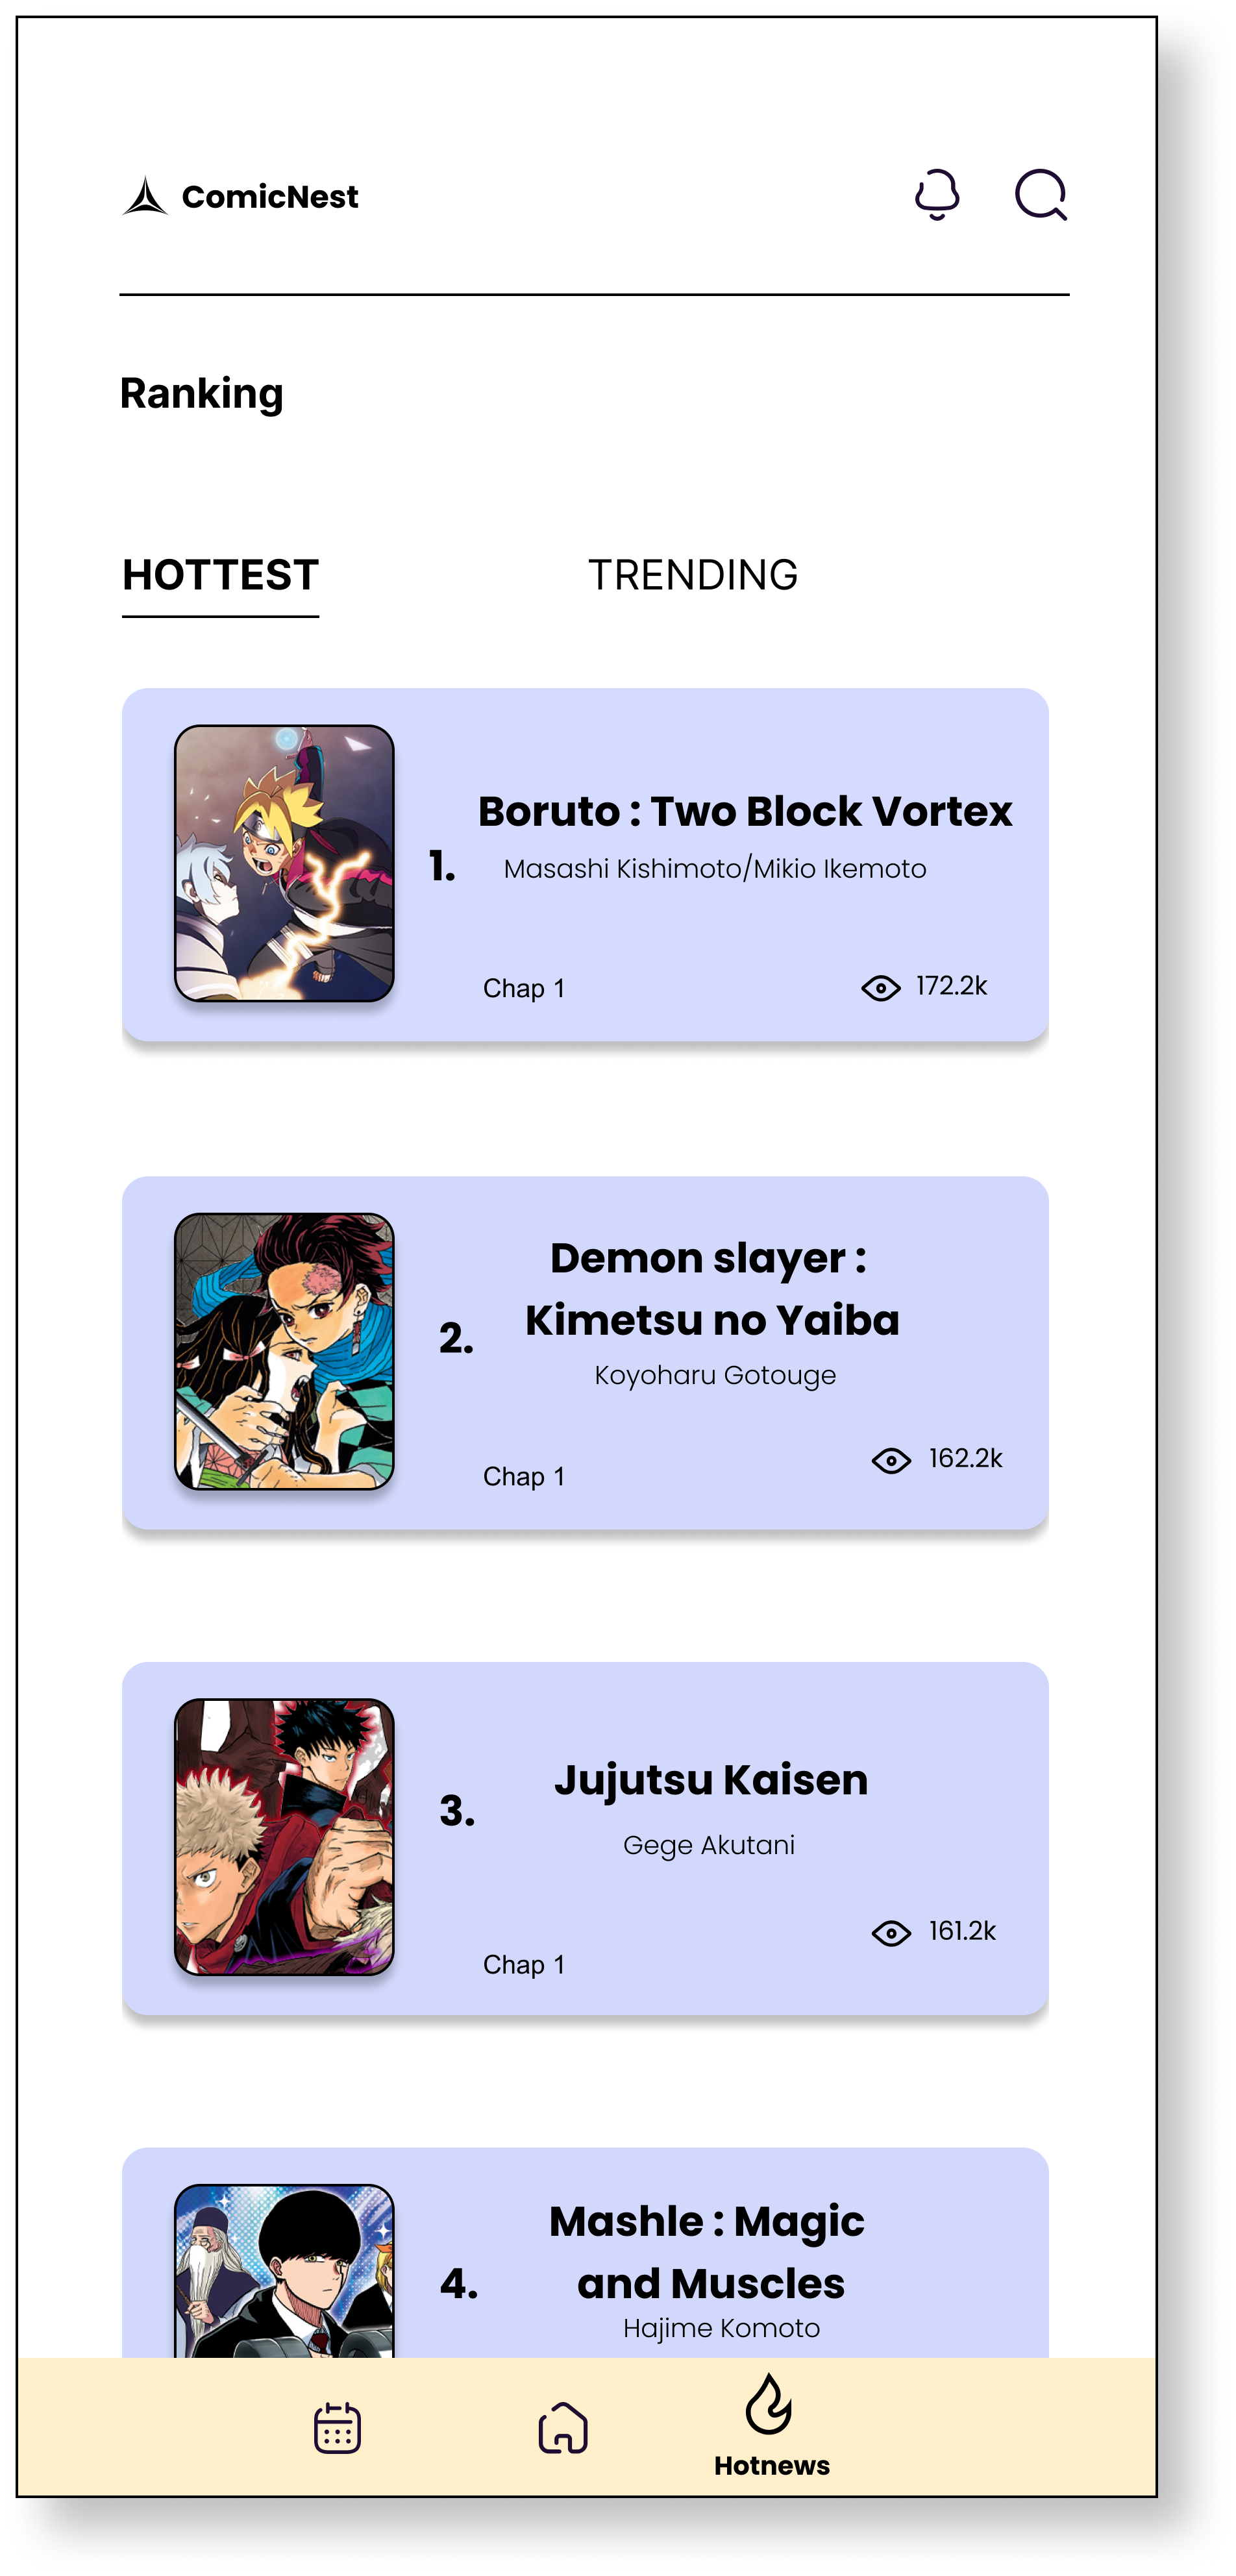 ComicNest
Ranking
HOTTEST
TRENDING
Boruto : Two Block Vortex
1.
Masashi Kishimoto/Mikio Ikemoto
Chap 1
172.2k
Demon slayer :
Kimetsu no Yaiba
2.
Koyoharu Gotouge
Chap 1
162.2k
Jujutsu Kaisen
3.
Gege Akutani
Chap 1
161.2k
Mashle : Magic
and Muscles
4.
Hajime Komoto
Hotnews